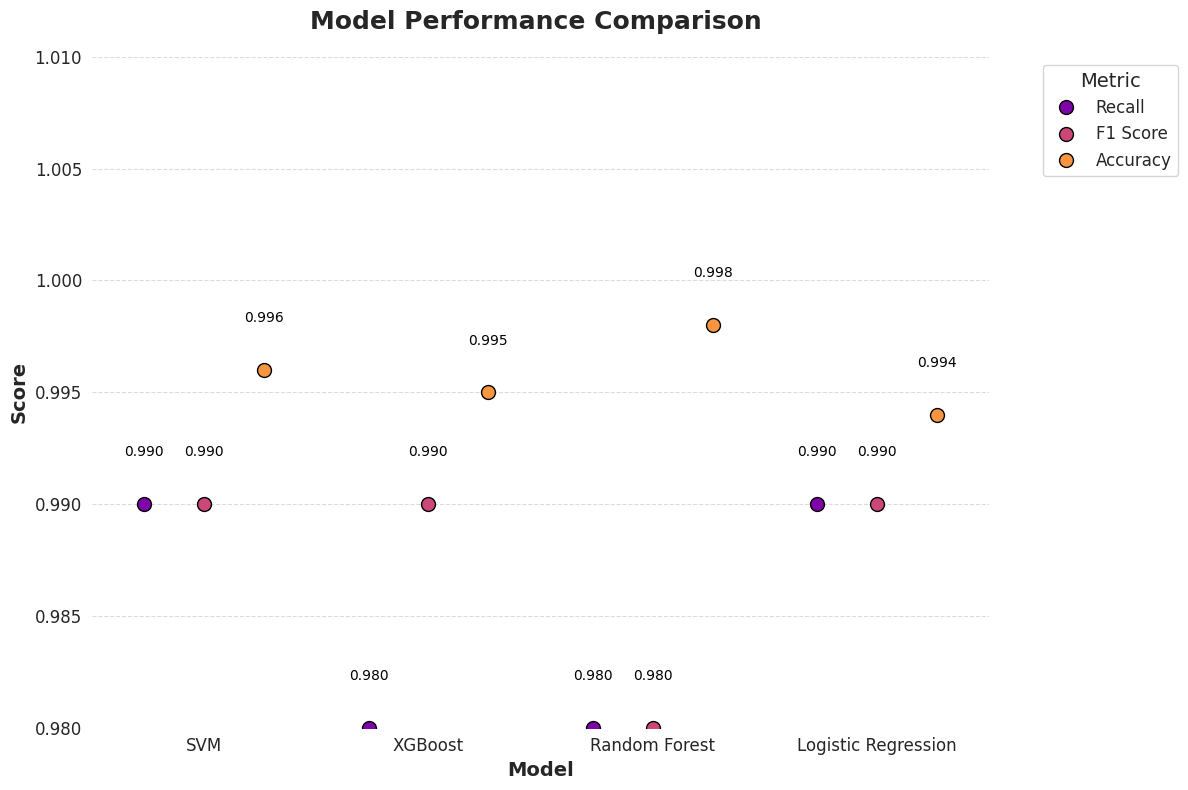 Model Performance Comparison
1.010
1.005
1.000
0.995
0.990
0.985
0.980
Score
0.990
0.990
0.996
0.980
0.990
0.995
0.980
0.980
0.998
0.990
0.990
0.994
SVM
XGBoost
Random Forest
Logistic Regression
Model
Metric
Recall
F1 Score
Accuracy